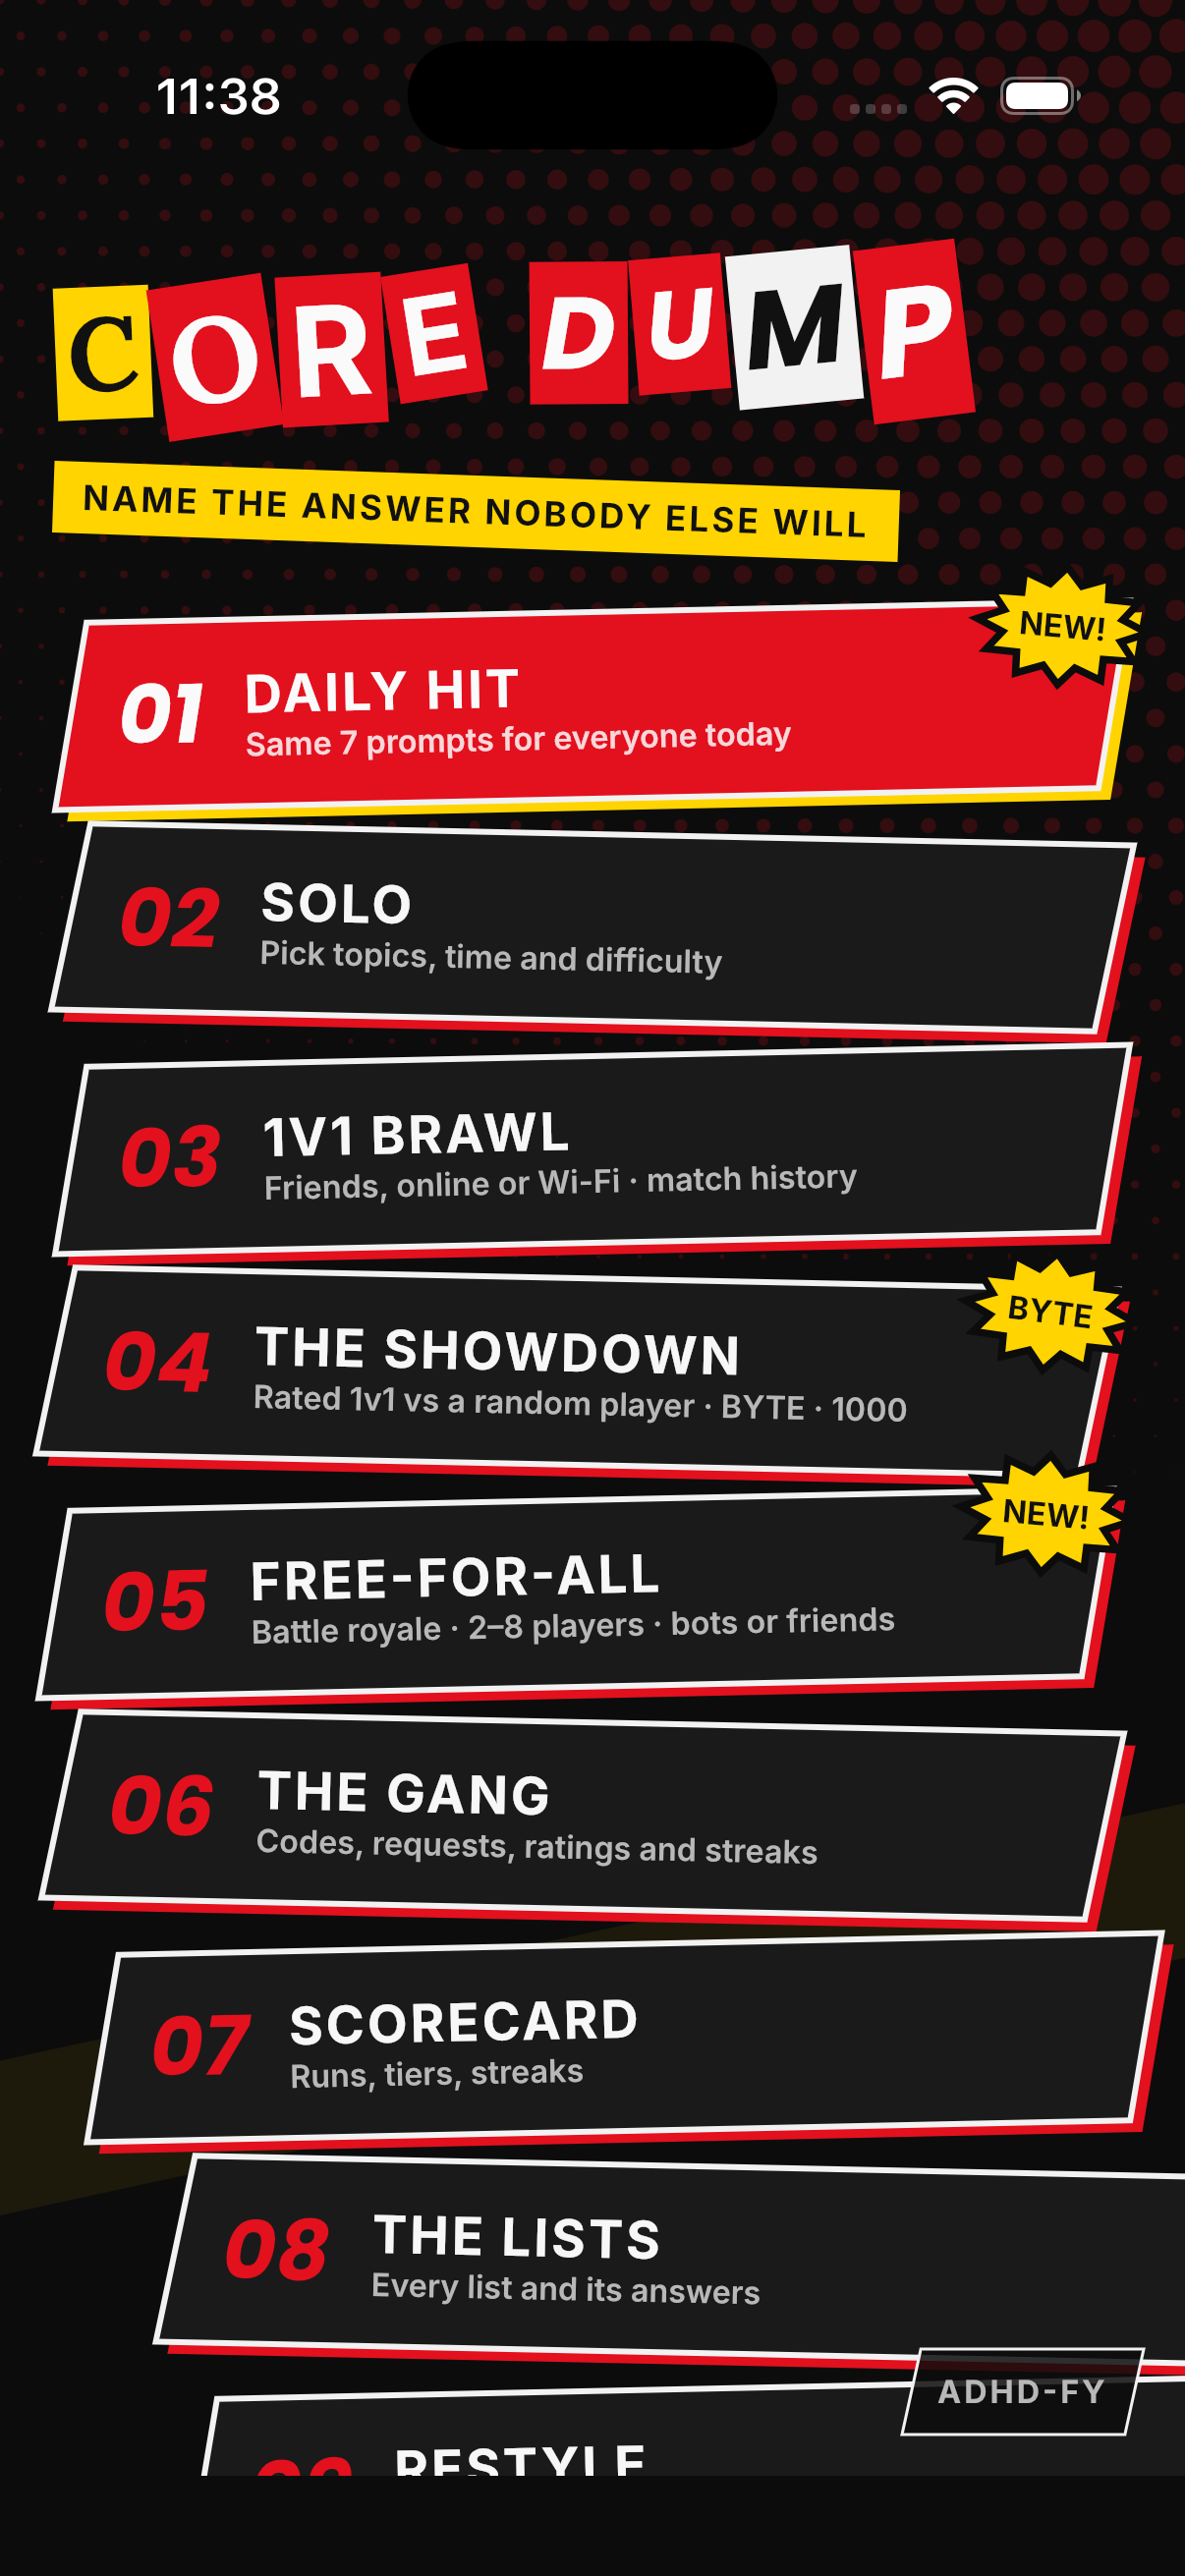 11:38
CORE DUMP
NAME THE ANSWER NOBODY ELSE WILL
NEW!
01
DAILY HIT
Same 7 prompts for everyone today
02
SOLO
Pick topics, time and difficulty
03
1V1 BRAWL
Friends, online or Wi-Fi · match history
BYTE
04
THE SHOWDOWN
Rated 1v1 vs a random player · BYTE · 1000
NEW!
05
FREE-FOR-ALL
Battle royale · 2–8 players · bots or friends
06
THE GANG
Codes, requests, ratings and streaks
07
SCORECARD
Runs, tiers, streaks
08
THE LISTS
Every list and its answers
ADHD-FY
RESTYLE